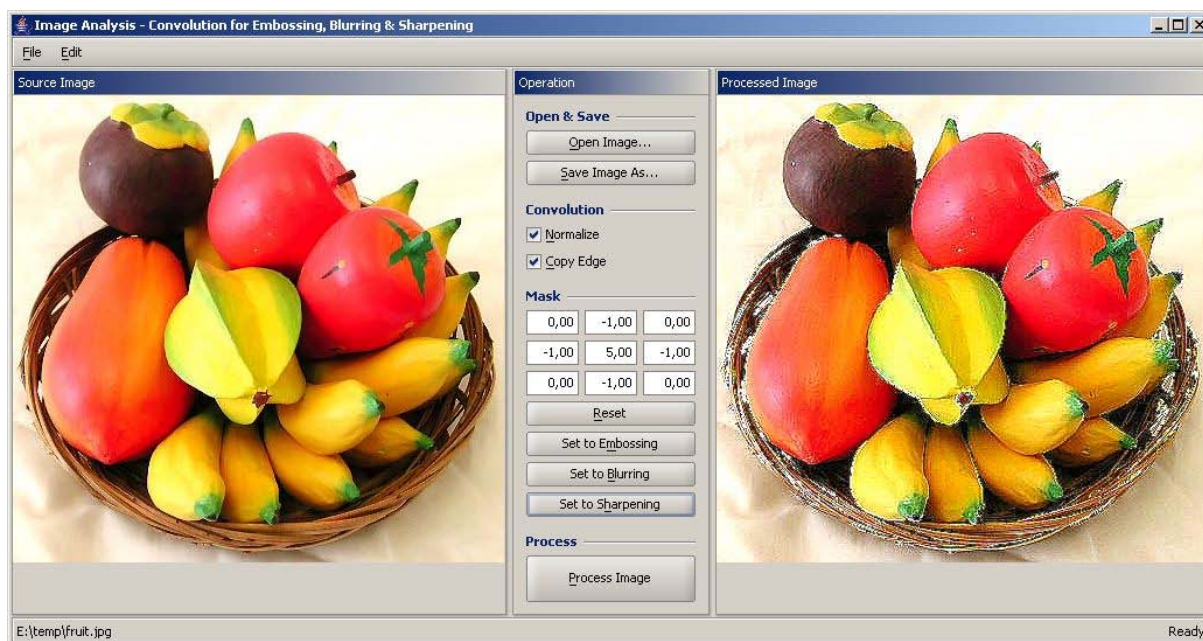 Image Analysis - Convolution for Embossing, Blurring & Sharpening
File Edit
Source Image
Operation
Open & Save
Open Image...
Save Image As...
Convolution
Normalize
Copy Edge
Mask
0,00 -1,00 0,00
-1,00 5,00 -1,00
0,00 -1,00 0,00
Reset
Set to Embossing
Set to Blurring
Set to Sharpening
Process
Process Image
Processed Image
E:\temp\fruit.jpg
Ready